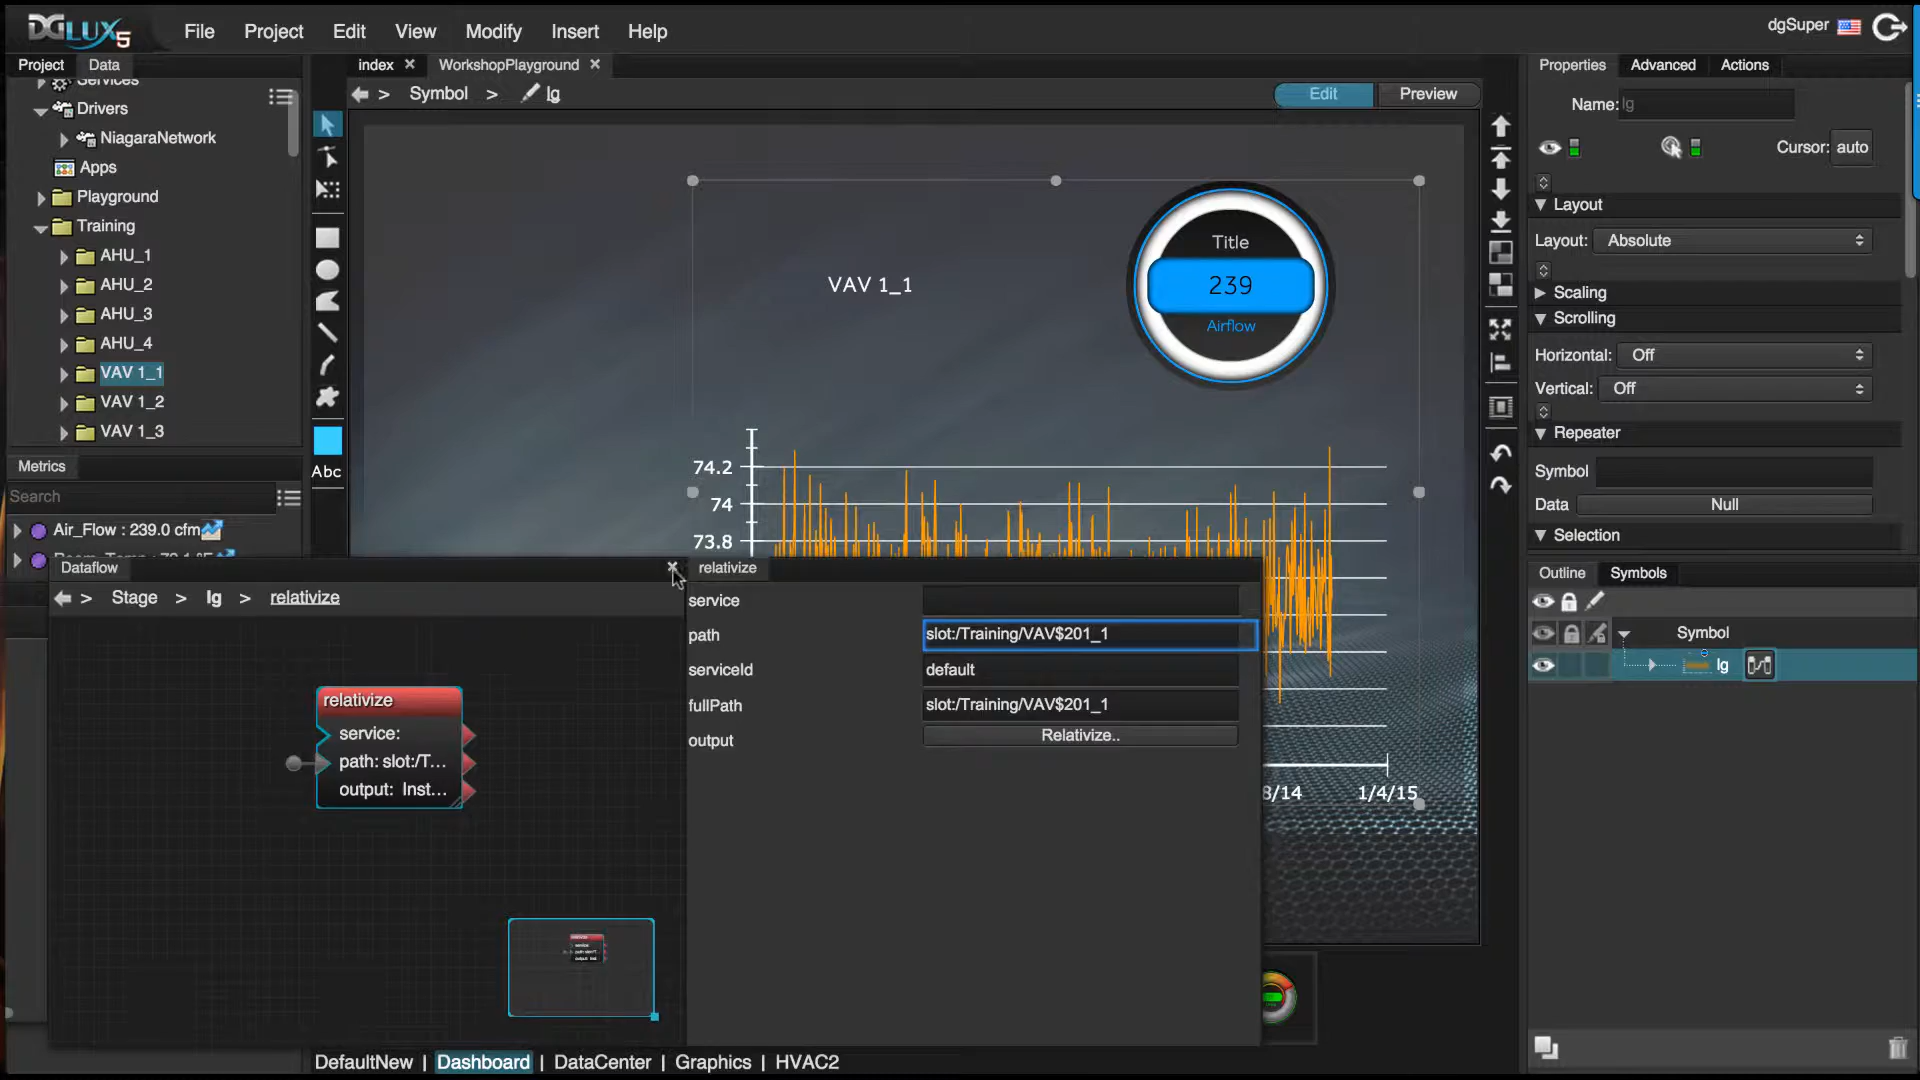 DGLUX5
File Project Edit View Modify Insert Help
dgSuper
Project Data
index WorkshopPlayground
Properties Advanced Actions
Services
Drivers
NiagaraNetwork
Apps
Playground
Training
AHU_1
AHU_2
AHU_3
AHU_4
VAV 1_1
VAV 1_2
VAV 1_3
> Symbol > lg
Edit Preview
Name: lg
Cursor: auto
Layout
Layout: Absolute
Scaling
Scrolling
Horizontal: Off
Vertical: Off
Repeater
Symbol
Data Null
Selection
VAV 1_1
Title
239
Airflow
74.2
74
73.8
8/14 1/4/15
Abc
Metrics
Search
Air_Flow : 239.0 cfm
Dataflow
> Stage > lg > relativize
relativize
service:
path: slot:/T...
output: Inst...
relativize
service
path slot:/Training/VAV$201_1
serviceId default
fullPath slot:/Training/VAV$201_1
output Relativize..
Outline Symbols
Symbol
lg
DefaultNew | Dashboard | DataCenter | Graphics | HVAC2